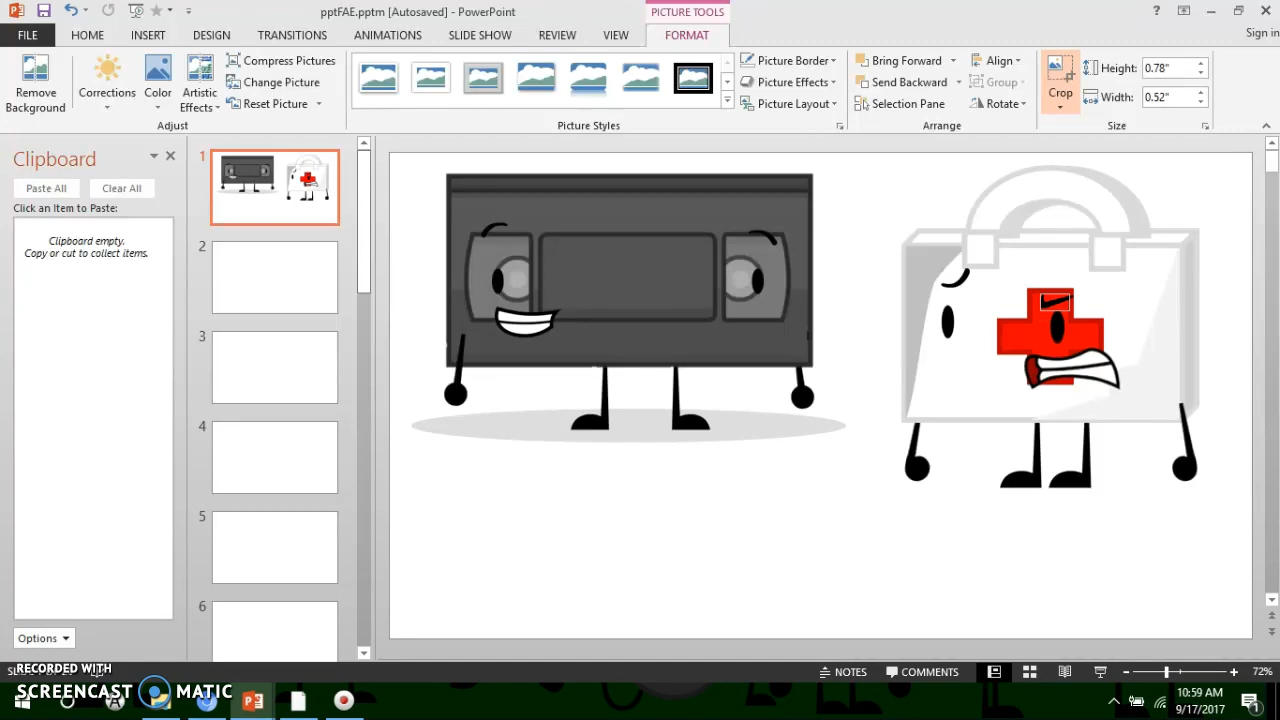 pptFAE.pptm [Autosaved] - PowerPoint
PICTURE TOOLS
?
FILE HOME INSERT DESIGN TRANSITIONS ANIMATIONS SLIDE SHOW REVIEW VIEW FORMAT
Sign in
Remove Background
Corrections
Color
Artistic Effects
Compress Pictures
Change Picture
Reset Picture
Adjust
Picture Styles
Picture Border
Picture Effects
Picture Layout
Bring Forward
Send Backward
Selection Pane
Align
Group
Rotate
Arrange
Crop
Height: 0.78"
Width: 0.52"
Size
Clipboard
Paste All Clear All
Click an Item to Paste:
Clipboard empty.
Copy or cut to collect items.
Options
1
2
3
4
5
6
RECORDED WITH
SCREENCAST MATIC
NOTES COMMENTS 72%
10:59 AM
9/17/2017
1